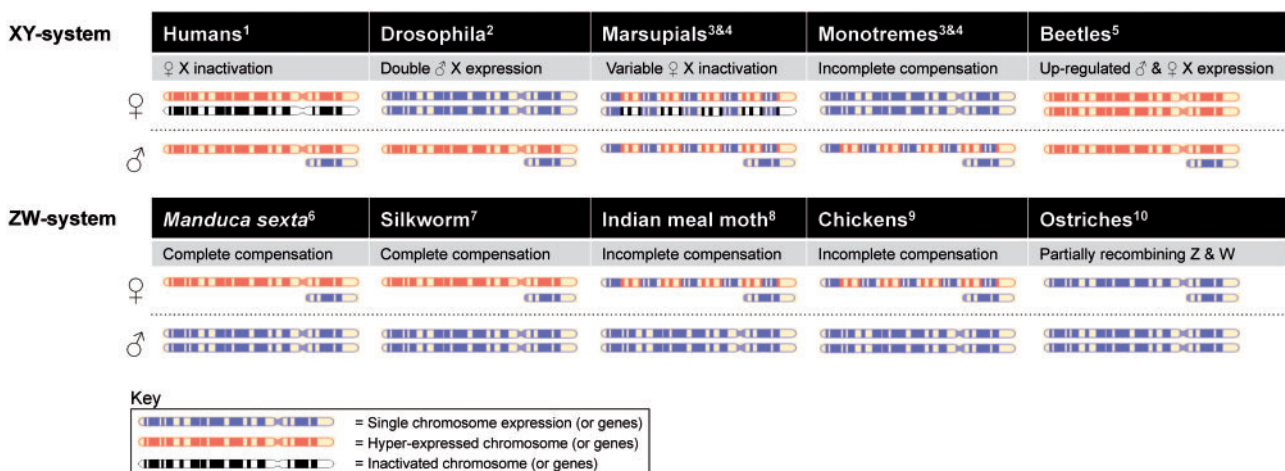 XY-system Humans¹ Drosophila² Marsupials³&⁴ Monotremes³&⁴ Beetles⁵
♀ X inactivation Double ♂ X expression Variable ♀ X inactivation Incomplete compensation Up-regulated ♂ & ♀ X expression
♀
♂
ZW-system Manduca sexta⁶ Silkworm⁷ Indian meal moth⁸ Chickens⁹ Ostriches¹⁰
Complete compensation Complete compensation Incomplete compensation Incomplete compensation Partially recombining Z & W
♀
♂
Key
= Single chromosome expression (or genes)
= Hyper-expressed chromosome (or genes)
= Inactivated chromosome (or genes)